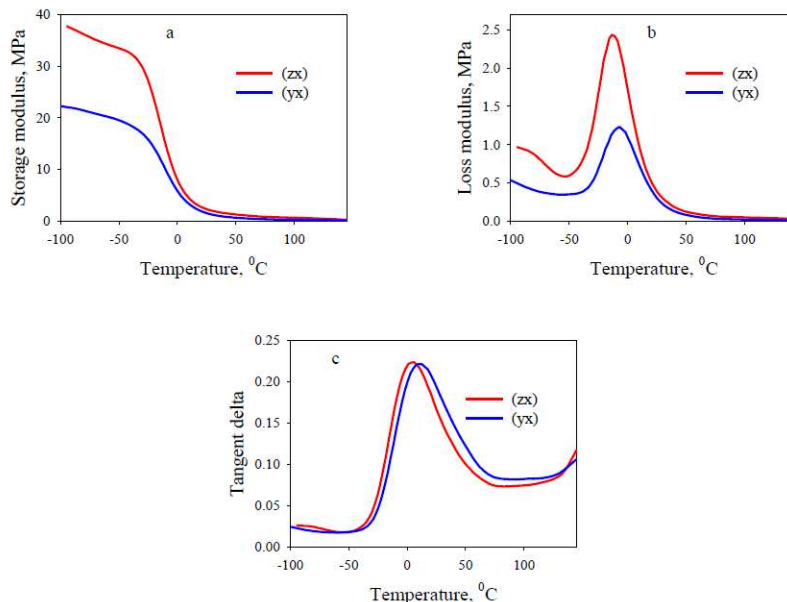 a
Storage modulus, MPa
40
30
20
10
0
(zx)
(yx)
-100
-50
0
50
100
Temperature, ⁰C
b
Loss modulus, MPa
2.5
2.0
1.5
1.0
0.5
0.0
(zx)
(yx)
-100
-50
0
50
100
Temperature, ⁰C
c
Tangent delta
0.25
0.20
0.15
0.10
0.05
0.00
(zx)
(yx)
-100
-50
0
50
100
Temperature, ⁰C